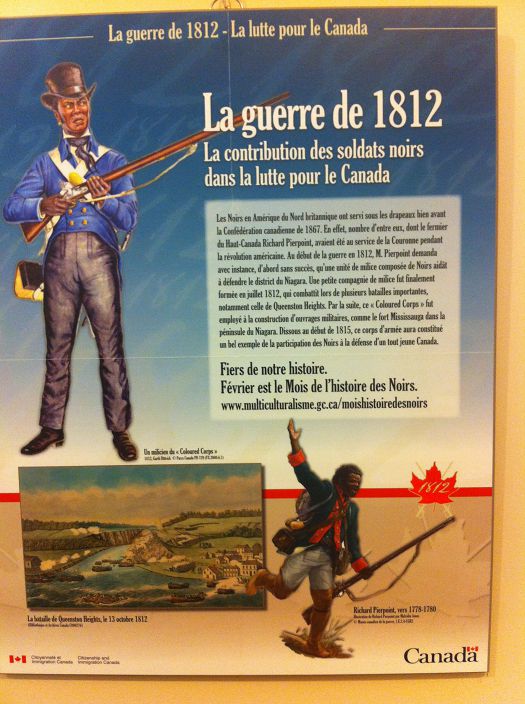 La guerre de 1812 - La lutte pour le Canada
La guerre de 1812
La contribution des soldats noirs
dans la lutte pour le Canada
Les Noirs en Amérique du Nord britannique ont servi sous les drapeaux bien avant
la Confédération canadienne de 1867. En effet, nombre d'entre eux, dont le fermier
du Haut-Canada Richard Pierpoint, avaient été au service de la Couronne pendant
la révolution américaine. Au début de la guerre en 1812, M. Pierpoint demanda
avec instance, d'abord sans succès, qu'une unité de milice composée de Noirs aidât
à défendre le district du Niagara. Une petite compagnie de milice fut finalement
formée en juillet 1812, qui combattit lors de plusieurs batailles importantes,
notamment celle de Queenston Heights. Par la suite, ce « Coloured Corps » fut
employé à la construction d'ouvrages militaires, comme le fort Mississauga dans la
péninsule du Niagara. Dissous au début de 1815, ce corps d'armée aura constitué
un bel exemple de la participation des Noirs à la défense d'un tout jeune Canada.
Fiers de notre histoire.
Février est le Mois de l'histoire des Noirs.
www.multiculturalisme.gc.ca/moishistoiredesnoirs
Un milicien du « Coloured Corps »
1812
La bataille de Queenston Heights, le 13 octobre 1812
Richard Pierpoint, vers 1778-1780
Citoyenneté et Immigration Canada
Citizenship and Immigration Canada
Canada